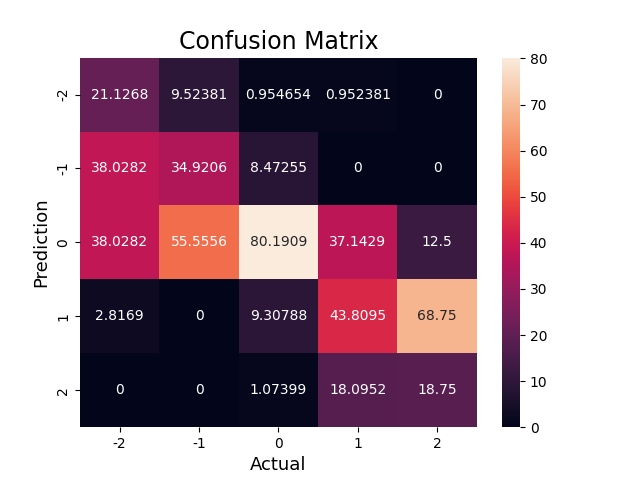 Confusion Matrix
Prediction
-2 21.1268 9.52381 0.954654 0.952381 0
-1 38.0282 34.9206 8.47255 0 0
0 38.0282 55.5556 80.1909 37.1429 12.5
1 2.8169 0 9.30788 43.8095 68.75
2 0 0 1.07399 18.0952 18.75
-2 -1 0 1 2
Actual
80
70
60
50
40
30
20
10
0